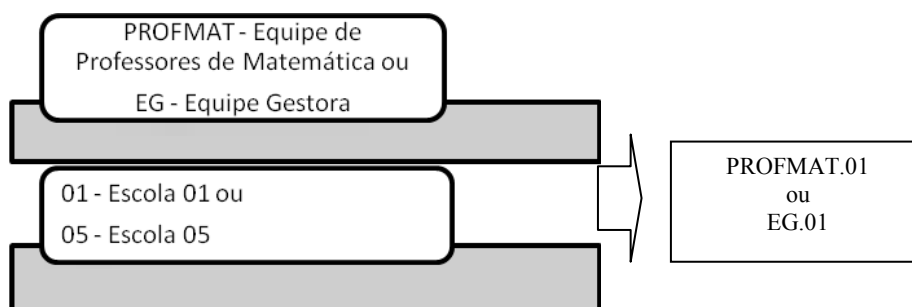 PROFMAT - Equipe de
Professores de Matemática ou
EG - Equipe Gestora
01 - Escola 01 ou
05 - Escola 05
PROFMAT.01
ou
EG.01